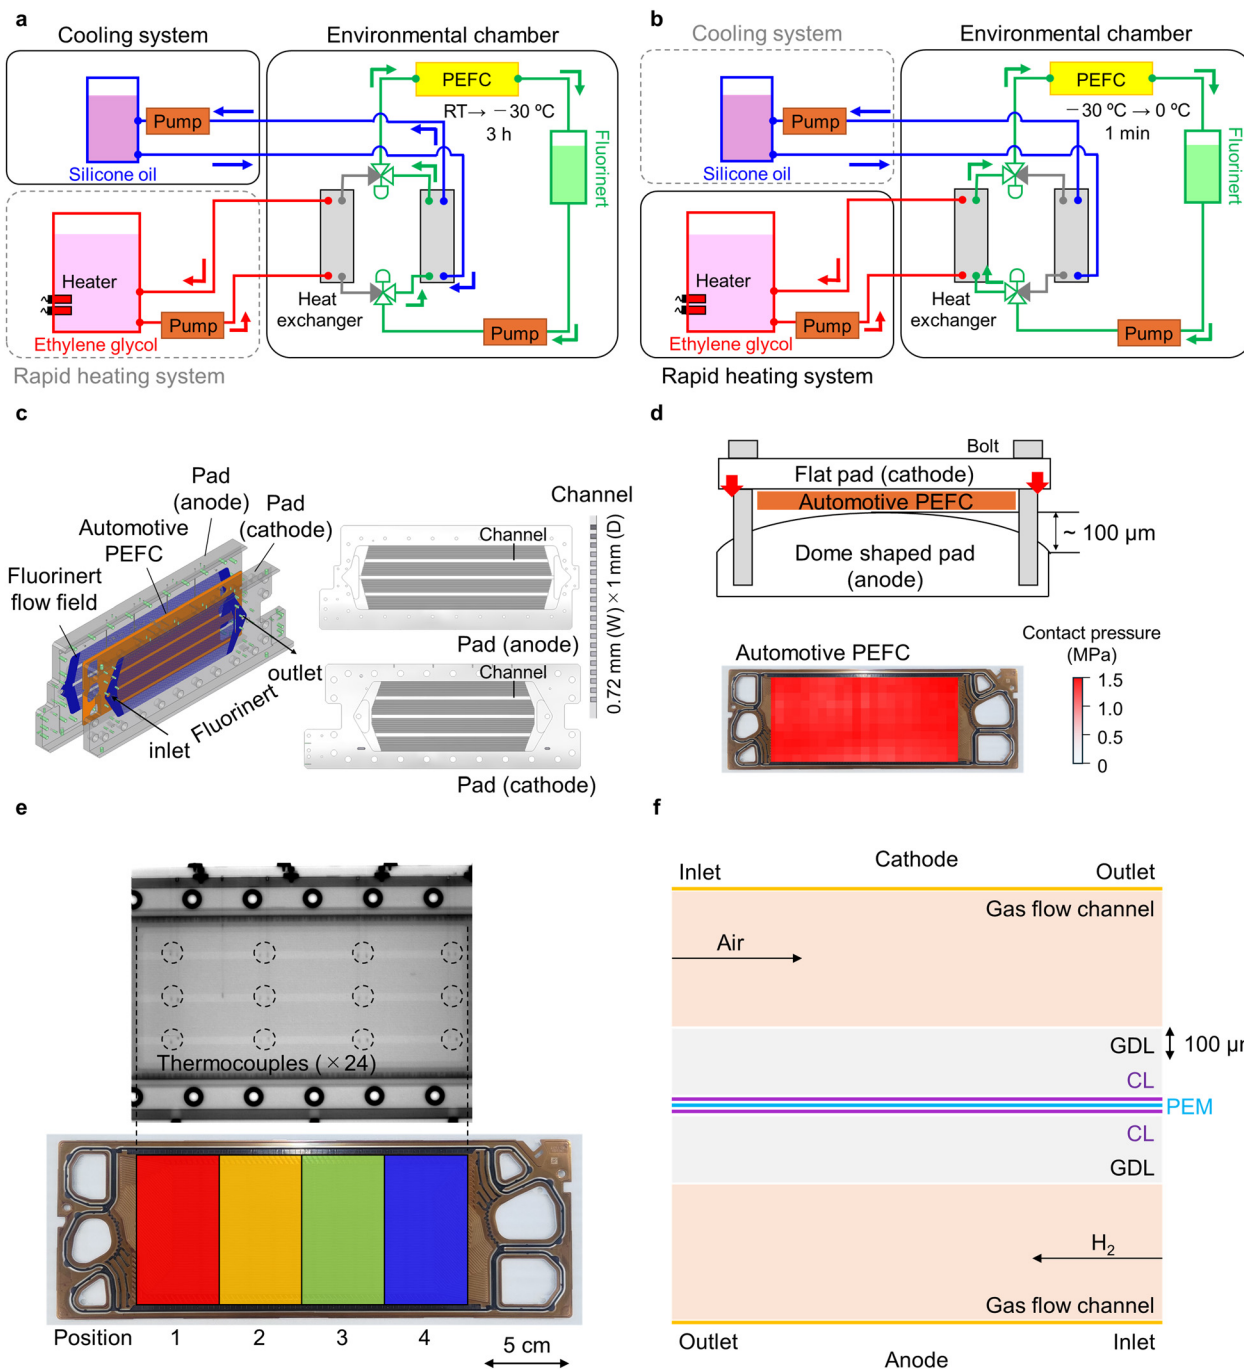 a
Cooling system
Environmental chamber
PEFC
RT→ −30 ºC
3 h
Pump
Silicone oil
Fluorinert
Heater
Pump
Ethylene glycol
Heat
exchanger
Pump
Rapid heating system
b
Cooling system
Environmental chamber
PEFC
−30 ºC → 0 ºC
1 min
Pump
Silicone oil
Fluorinert
Heater
Pump
Ethylene glycol
Heat
exchanger
Pump
Rapid heating system
c
Pad
(anode)
Pad
(cathode)
Automotive
PEFC
Fluorinert
flow field
outlet
Fluorinert
inlet
Channel
Channel
Pad (anode)
Channel
Pad (cathode)
0.72 mm (W) × 1 mm (D)
d
Bolt
Flat pad (cathode)
Automotive PEFC
~ 100 µm
Dome shaped pad
(anode)
Contact pressure
(MPa)
Automotive PEFC
1.5
1.0
0.5
0
e
Thermocouples (×24)
Position 1 2 3 4
5 cm
f
Cathode
Inlet Outlet
Gas flow channel
Air
GDL
100 µ
CL
PEM
CL
GDL
H₂
Gas flow channel
Outlet Inlet
Anode